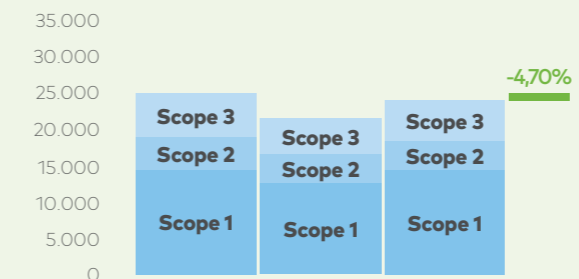 35.000
30.000
-4,70%
25.000
Scope 3
Scope 3
Scope 3
20.000
Scope 2
Scope 2
Scope 2
15.000
10.000
Scope 1
Scope 1
Scope 1
5.000
0